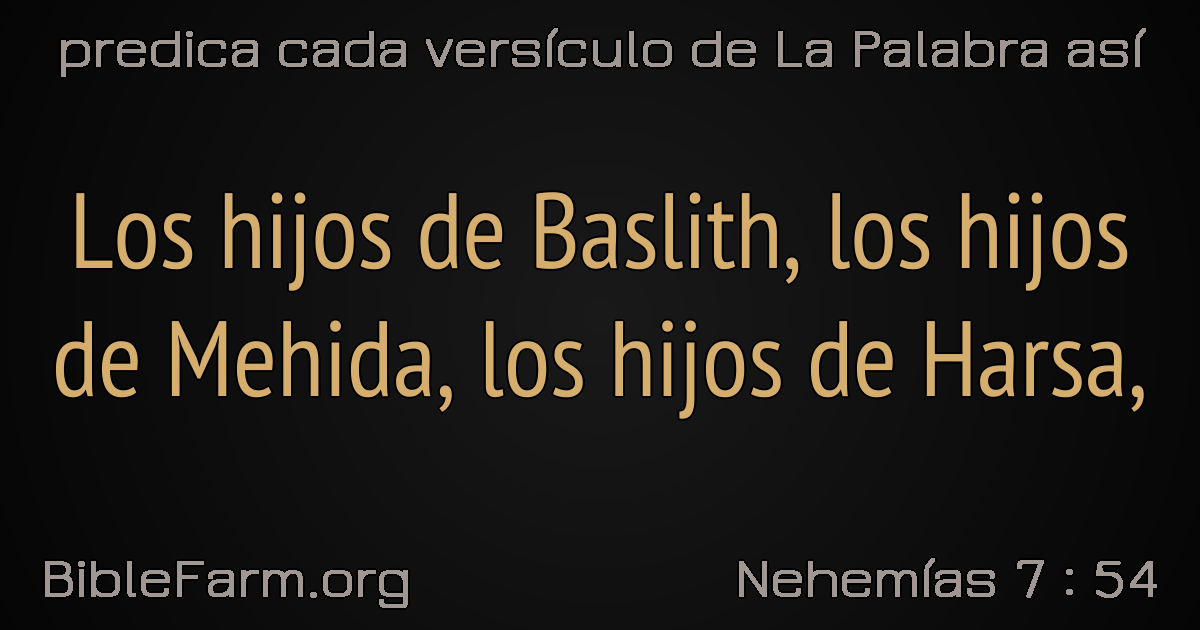 predica cada versículo de La Palabra así
Los hijos de Baslith, los hijos
de Mehida, los hijos de Harsa,
BibleFarm.org
Nehemías 7 : 54